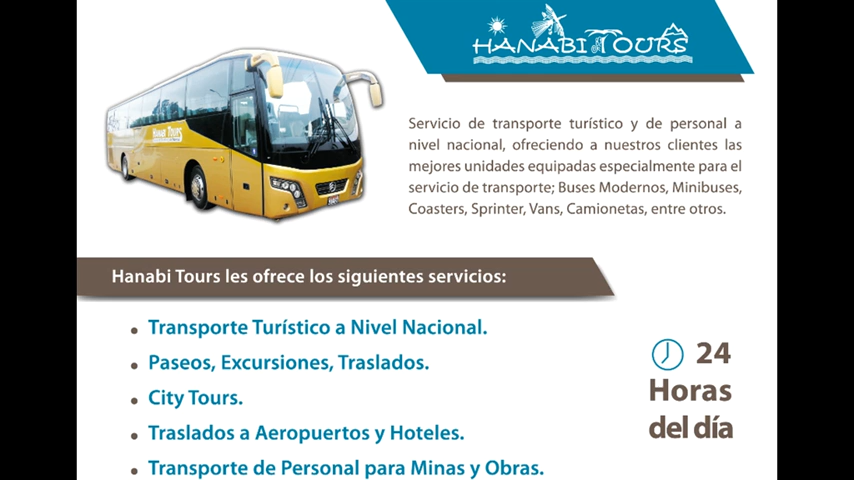 HANABI TOURS
HANABI TOURS
Servicio de transporte turístico y de personal a
nivel nacional, ofreciendo a nuestros clientes las
mejores unidades equipadas especialmente para el
servicio de transporte; Buses Modernos, Minibuses,
Coasters, Sprinter, Vans, Camionetas, entre otros.
Hanabi Tours les ofrece los siguientes servicios:
• Transporte Turístico a Nivel Nacional.
• Paseos, Excursiones, Traslados.
• City Tours.
• Traslados a Aeropuertos y Hoteles.
• Transporte de Personal para Minas y Obras.
24
Horas
del día